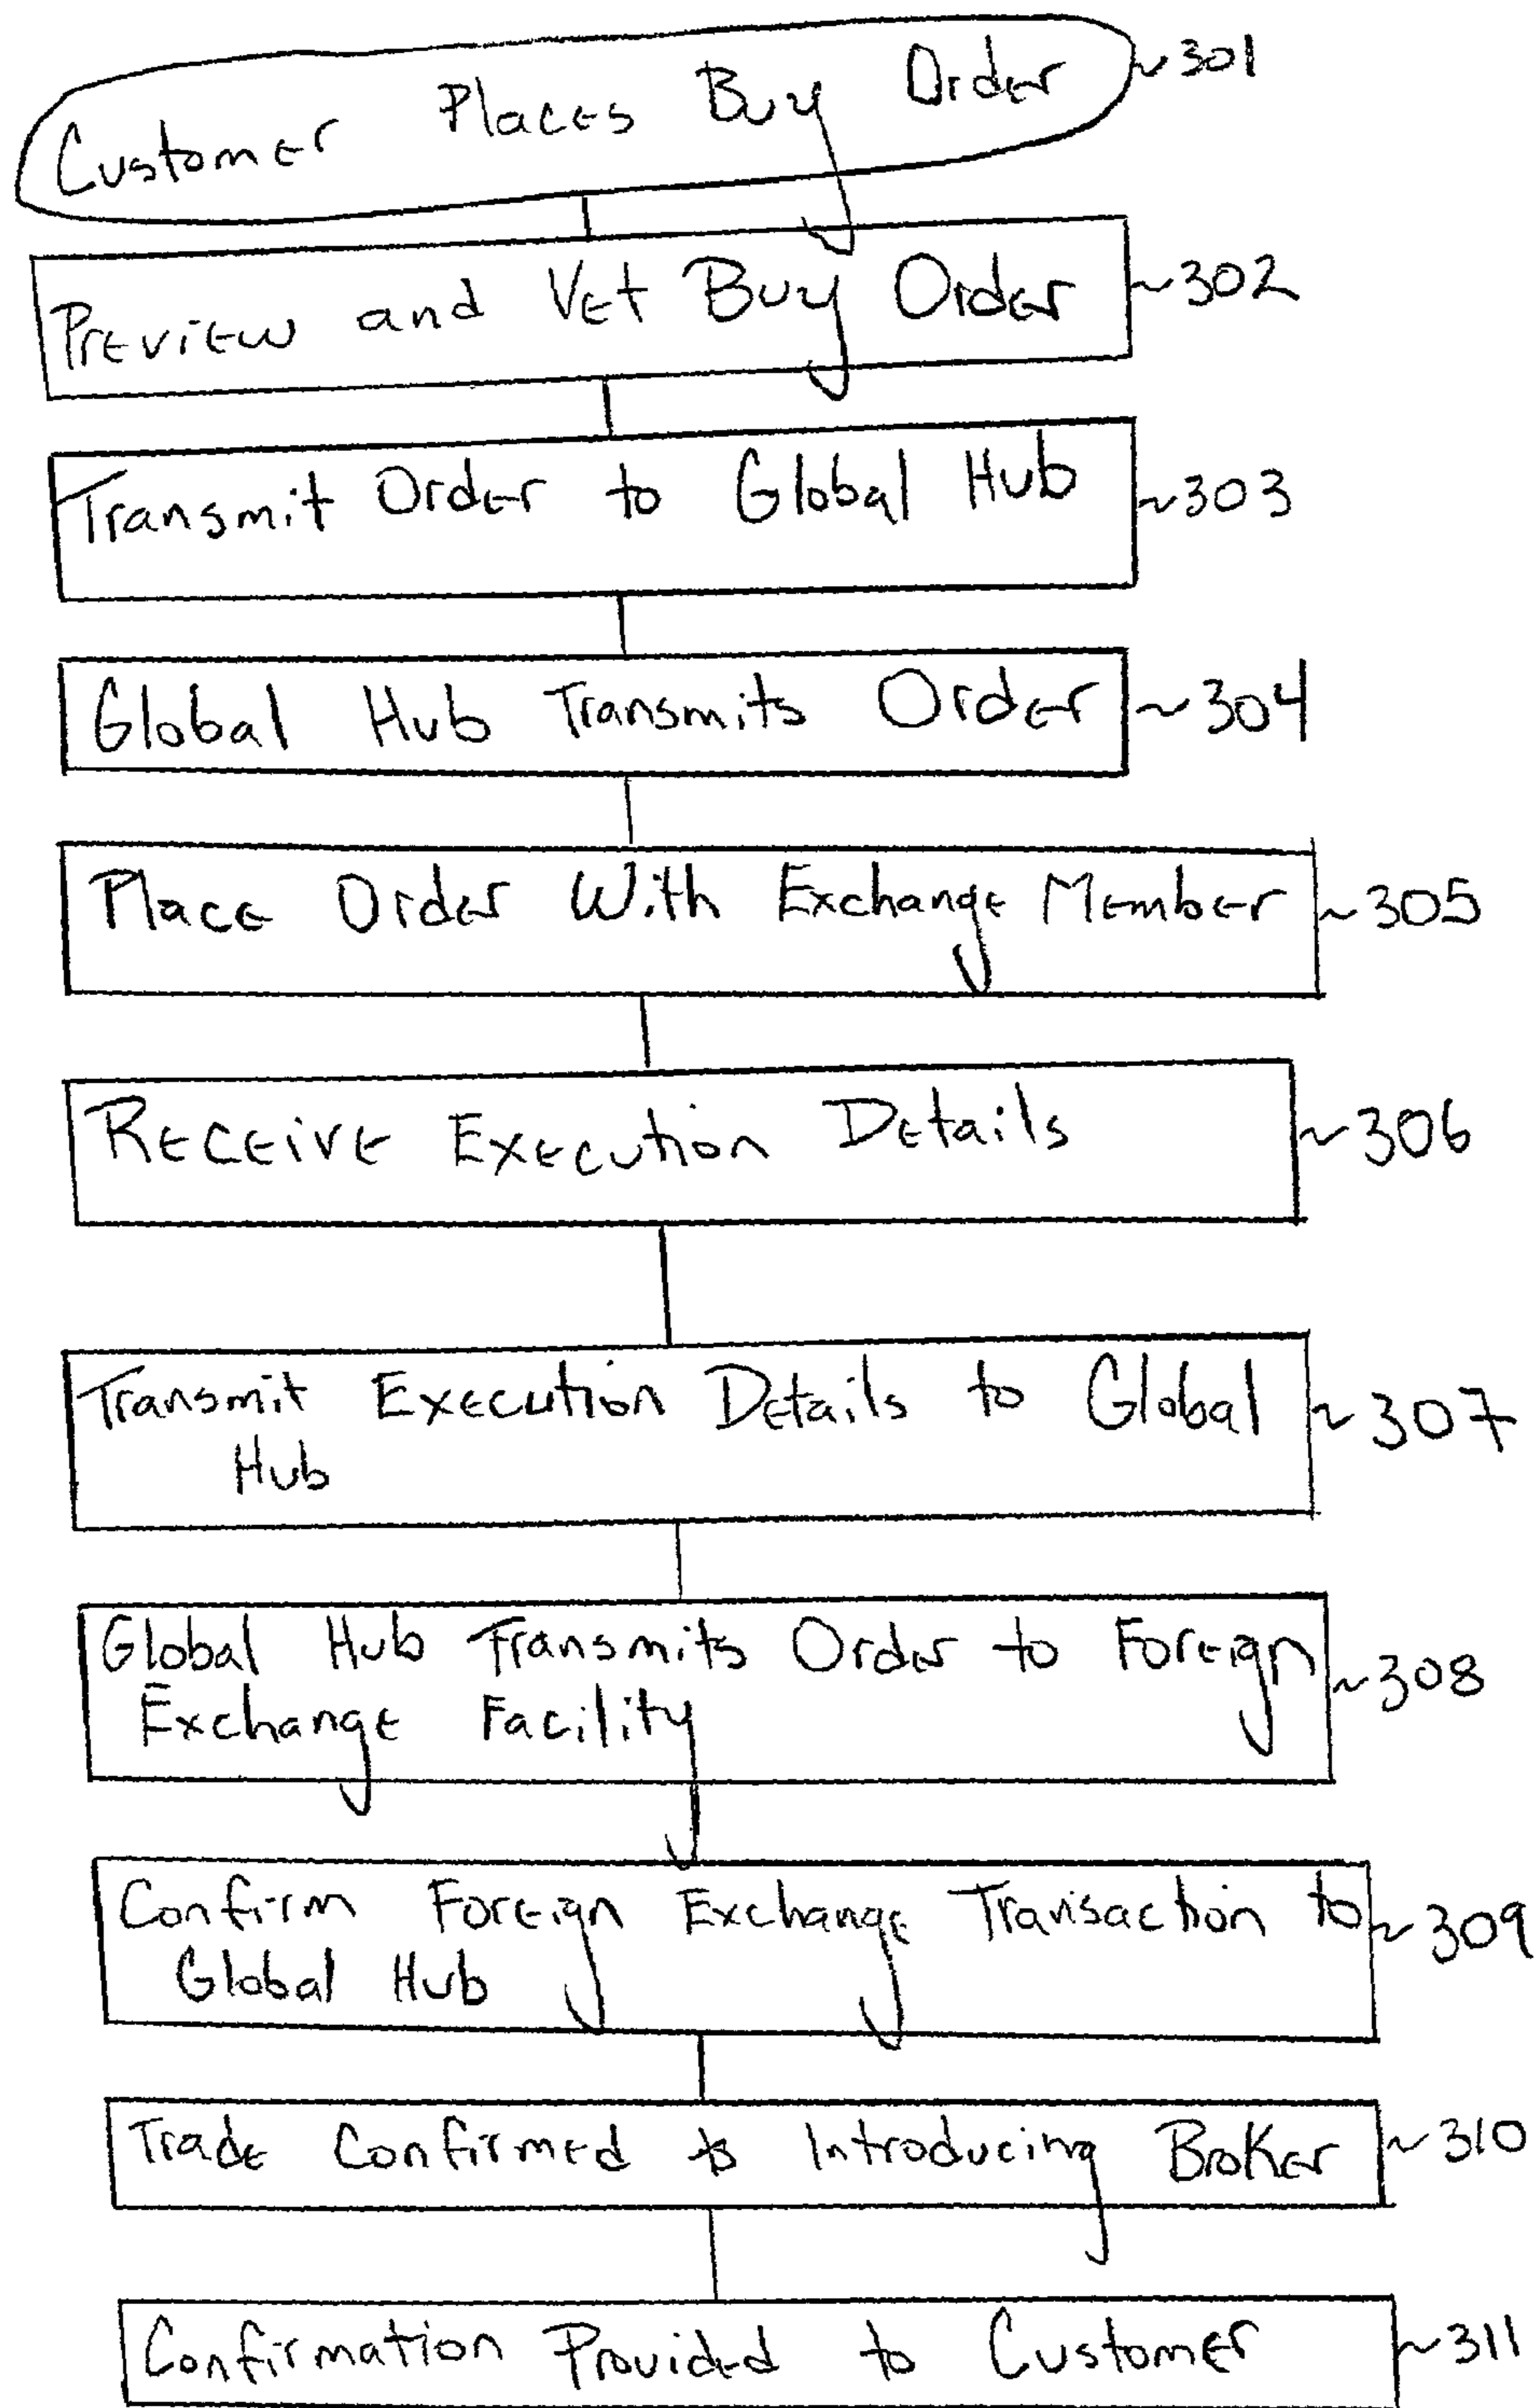 Customer Places Buy Order ~301
Preview and Vet Buy Order ~302
Transmit Order to Global Hub ~303
Global Hub Transmits Order ~304
Place Order With Exchange Member ~305
Receive Execution Details ~306
Transmit Execution Details to Global ~307
Hub
Global Hub Transmits Order to Foreign ~308
Exchange Facility
Confirm Foreign Exchange Transaction to ~309
Global Hub
Trade Confirmed to Introducing Broker ~310
Confirmation Provided to Customer ~311